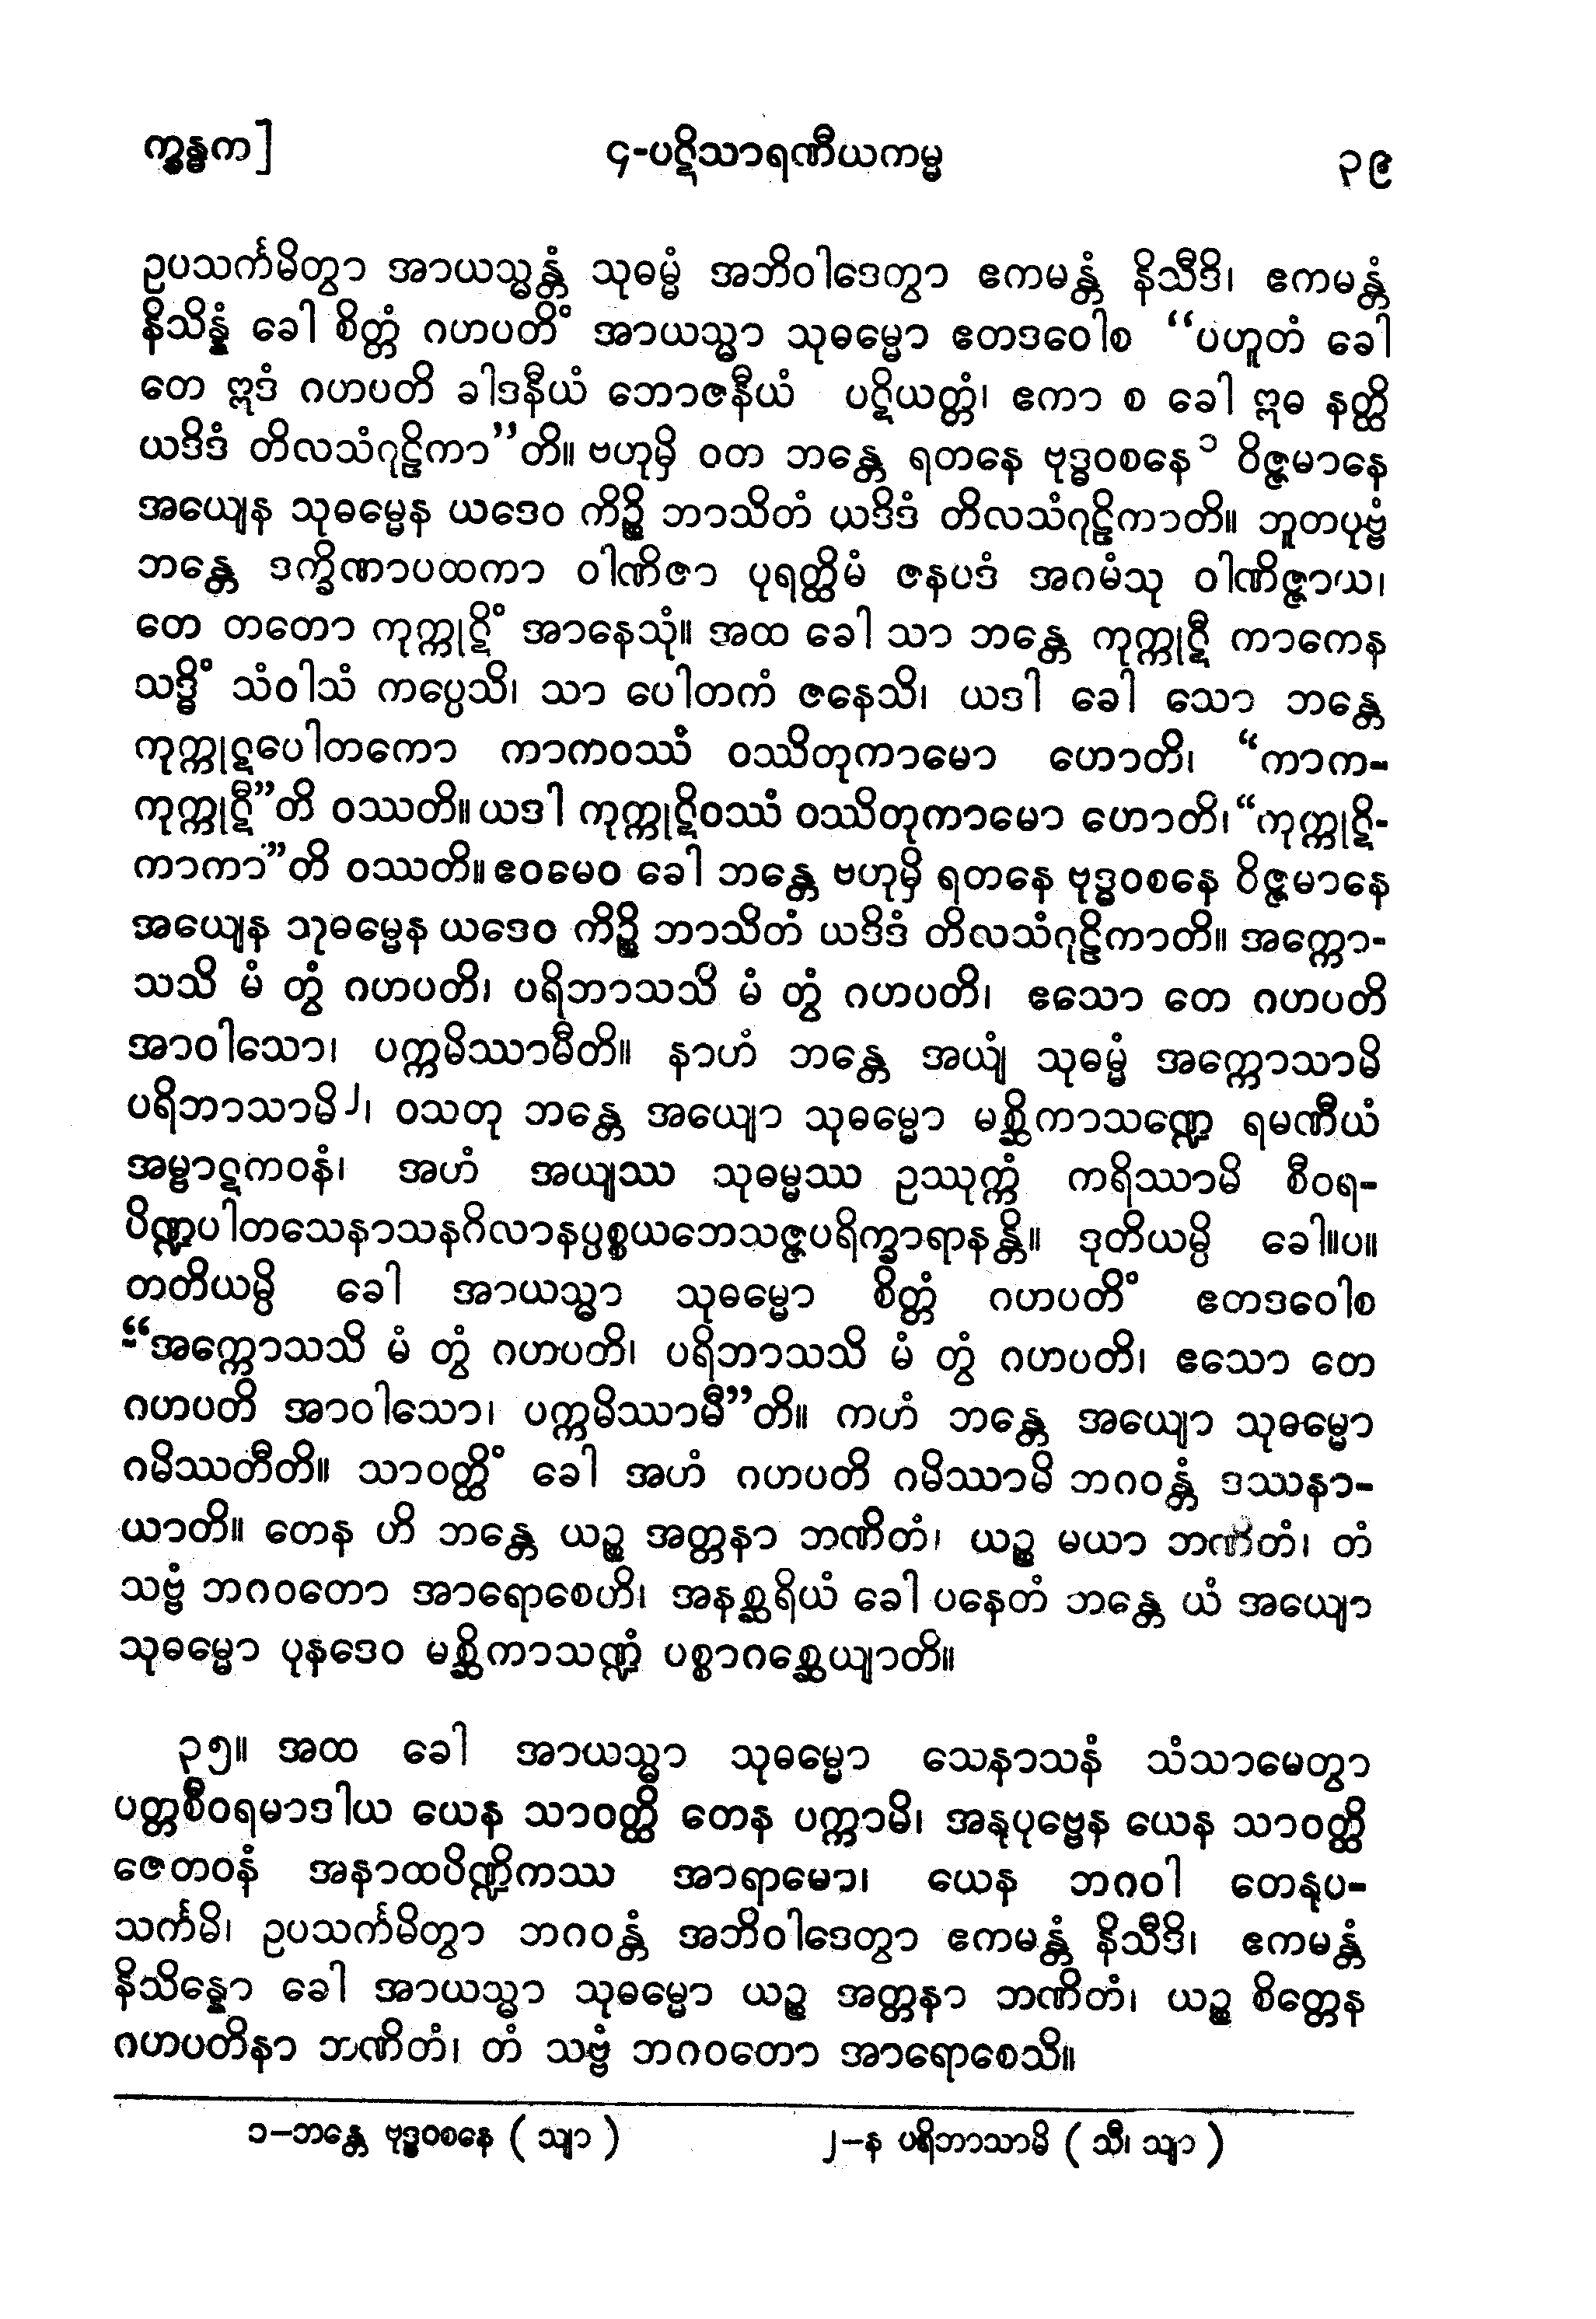 က္ခန္ဓက]
၄-ပဋိသာရဏီယကမ္မ
၃၉
ဥပသင်္ကမိတွာ အာယသ္မန္တံ သုဓမ္မံ အဘိဝါဒေတွာ ဧကမန္တံ နိသီဒိ၊ ဧကမန္တံ
နိသိန္နံ ခေါ စိတ္တံ ဂဟပတိံ အာယသ္မာ သုဓမ္မော ဧတဒဝေါစ “ပဟူတံ ခေါ
တေ ဣဒံ ဂဟပတိ ခါဒနီယံ ဘောဇနီယံ ပဋိယတ္တံ၊ ဧကာ စ ခေါ ဣဓ နတ္ထိ
ယဒိဒံ တိလသံဂုဠိကာ”တိ။ ဗဟုမှိ ဝတ ဘန္တေ ရတနေ ဗုဒ္ဓဝစနေ ၁ ဝိဇ္ဇမာနေ
အယျေန သုဓမ္မေန ယဒေဝ ကိဉ္စိ ဘာသိတံ ယဒိဒံ တိလသံဂုဠိကာတိ။ ဘူတပုဗ္ဗံ
ဘန္တေ ဒက္ခိဏာပထကာ ဝါဏိဇာ ပုရတ္ထိမံ ဇနပဒံ အဂမံသု ဝါဏိဇ္ဇာယ၊
တေ တတော ကုက္ကုဋိံ အာနေသုံ။ အထ ခေါ သာ ဘန္တေ ကုက္ကုဋီ ကာကေန
သဒ္ဓိံ သံဝါသံ ကပ္ပေသိ၊ သာ ပေါတကံ ဇနေသိ၊ ယဒါ ခေါ သော ဘန္တေ
ကုက္ကုဋပေါတကော ကာကဝဿံ ဝဿိတုကာမော ဟောတိ၊ “ကာက-
ကုက္ကုဋီ”တိ ဝဿတိ။ ယဒါ ကုက္ကုဋိဝဿံ ဝဿိတုကာမော ဟောတိ၊ “ကုက္ကုဋိ-
ကာကာ”တိ ဝဿတိ။ ဧဝမေဝ ခေါ ဘန္တေ ဗဟုမှိ ရတနေ ဗုဒ္ဓဝစနေ ဝိဇ္ဇမာနေ
အယျေန သုဓမ္မေန ယဒေဝ ကိဉ္စိ ဘာသိတံ ယဒိဒံ တိလသံဂုဠိကာတိ။ အက္ကော-
သသိ မံ တွံ ဂဟပတိ၊ ပရိဘာသသိ မံ တွံ ဂဟပတိ၊ ဧသော တေ ဂဟပတိ
အာဝါသော၊ ပက္ကမိဿာမီတိ။ နာဟံ ဘန္တေ အယျံ သုဓမ္မံ အက္ကောသာမိ
ပရိဘာသာမိ ၂၊ ဝသတု ဘန္တေ အယျော သုဓမ္မော မစ္ဆိကာသဏ္ဍေ ရမဏီယံ
အမ္ဗာဋကဝနံ၊ အဟံ အယျဿ သုဓမ္မဿ ဥဿုက္ကံ ကရိဿာမိ စီဝရ-
ပိဏ္ဍပါတသေနာသနဂိလာနပ္ပစ္စယဘေသဇ္ဇပရိက္ခာရာနန္တိ။ ဒုတိယမ္ပိ ခေါ။ပ။
တတိယမ္ပိ ခေါ အာယသ္မာ သုဓမ္မော စိတ္တံ ဂဟပတိံ ဧတဒဝေါစ
-“အက္ကောသသိ မံ တွံ ဂဟပတိ၊ ပရိဘာသသိ မံ တွံ ဂဟပတိ၊ ဧသော တေ
ဂဟပတိ အာဝါသော၊ ပက္ကမိဿာမီ”တိ။ ကဟံ ဘန္တေ အယျော သုဓမ္မော
ဂမိဿတီတိ။ သာဝတ္ထိံ ခေါ အဟံ ဂဟပတိ ဂမိဿာမိ ဘဂဝန္တံ ဒဿနာ-
ယာတိ။ တေန ဟိ ဘန္တေ ယဉ္စ အတ္တနာ ဘဏိတံ၊ ယဉ္စ မယာ ဘဏိတံ၊ တံ
သဗ္ဗံ ဘဂဝတော အာရောစေဟိ၊ အနစ္ဆရိယံ ခေါ ပနေတံ ဘန္တေ ယံ အယျော
သုဓမ္မော ပုနဒေဝ မစ္ဆိကာသဏ္ဍံ ပစ္စာဂစ္ဆေယျာတိ။
၃၅။ အထ ခေါ အာယသ္မာ သုဓမ္မော သေနာသနံ သံသာမေတွာ
ပတ္တစီဝရမာဒါယ ယေန သာဝတ္ထိ တေန ပက္ကာမိ၊ အနုပုဗ္ဗေန ယေန သာဝတ္ထိ
ဇေတဝနံ အနာထပိဏ္ဍိကဿ အာရာမော၊ ယေန ဘဂဝါ တေနုပ-
သင်္ကမိ၊ ဥပသင်္ကမိတွာ ဘဂဝန္တံ အဘိဝါဒေတွာ ဧကမန္တံ နိသီဒိ၊ ဧကမန္တံ
နိသိန္နော ခေါ အာယသ္မာ သုဓမ္မော ယဉ္စ အတ္တနာ ဘဏိတံ၊ ယဉ္စ စိတ္တေန
ဂဟပတိနာ ဘဏိတံ၊ တံ သဗ္ဗံ ဘဂဝတော အာရောစေသိ။
၁–ဘန္တေ ဗုဒ္ဓဝစနေ ( သျာ )
၂–န ပရိဘာသာမိ ( သီ၊ သျာ )